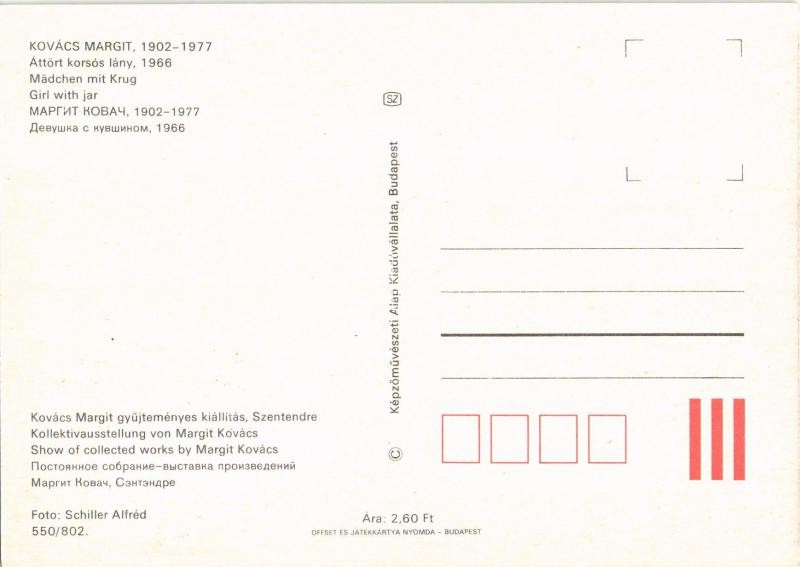 KOVÁCS MARGIT, 1902–1977
Áttört korsós lány, 1966
Mädchen mit Krug
Girl with jar
МАРГИТ КОВАЧ, 1902–1977
Девушка с кувшином, 1966
Kovács Margit gyüjteményes kiállítás, Szentendre
Kollektivausstellung von Margit Kovács
Show of collected works by Margit Kovács
Постоянное собрание–выставка произведений
Маргит Ковач, Сэнтэндре
Foto: Schiller Alfréd
550/802.
SZ
© Képzőművészeti Alap Kiadóvállalata, Budapest
Ára: 2,60 Ft
OFFSET ÉS JÁTÉKKÁRTYA NYOMDA – BUDAPEST